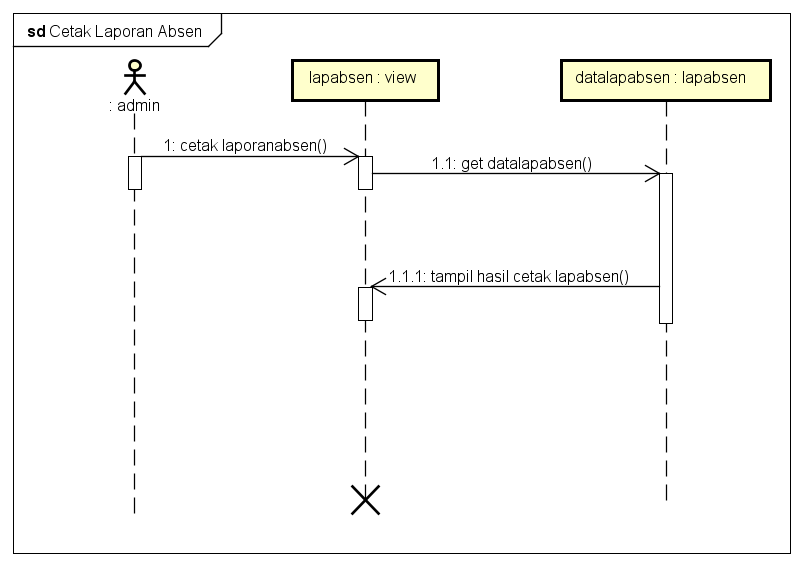 sd Cetak Laporan Absen
: admin
lapabsen : view
datalapabsen : lapabsen
1: cetak laporanabsen()
1.1: get datalapabsen()
1.1.1: tampil hasil cetak lapabsen()